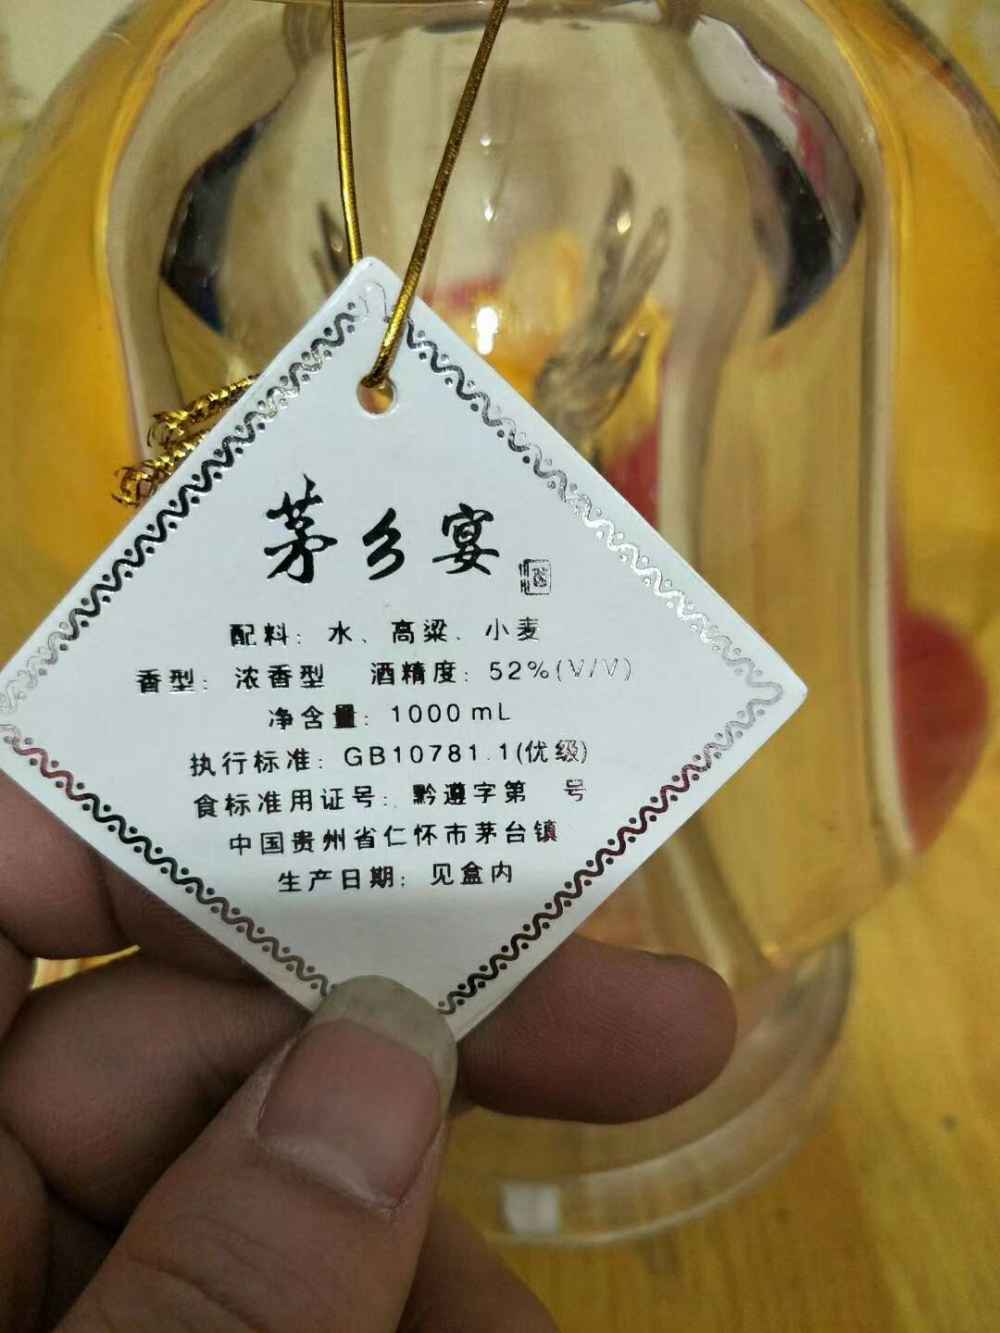 茅乡宴
配料：水、高粱、小麦
香型：浓香型 酒精度：52%(V/V)
净含量：1000mL
执行标准：GB10781.1(优级)
食标准用证号：黔遵字第 号
中国贵州省仁怀市茅台镇
生产日期：见盒内